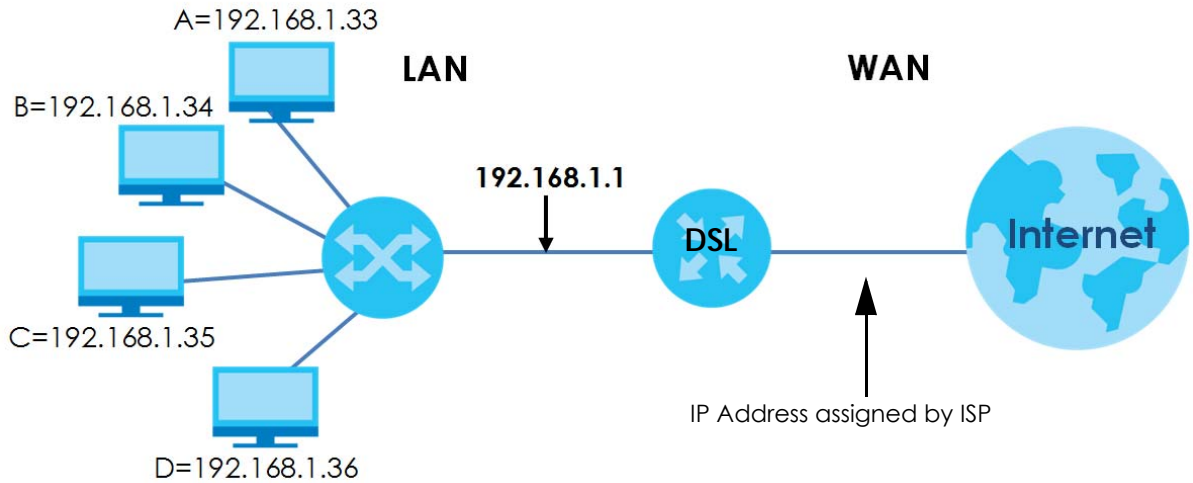 A=192.168.1.33
LAN
WAN
B=192.168.1.34
192.168.1.1
DSL
Internet
C=192.168.1.35
IP Address assigned by ISP
D=192.168.1.36